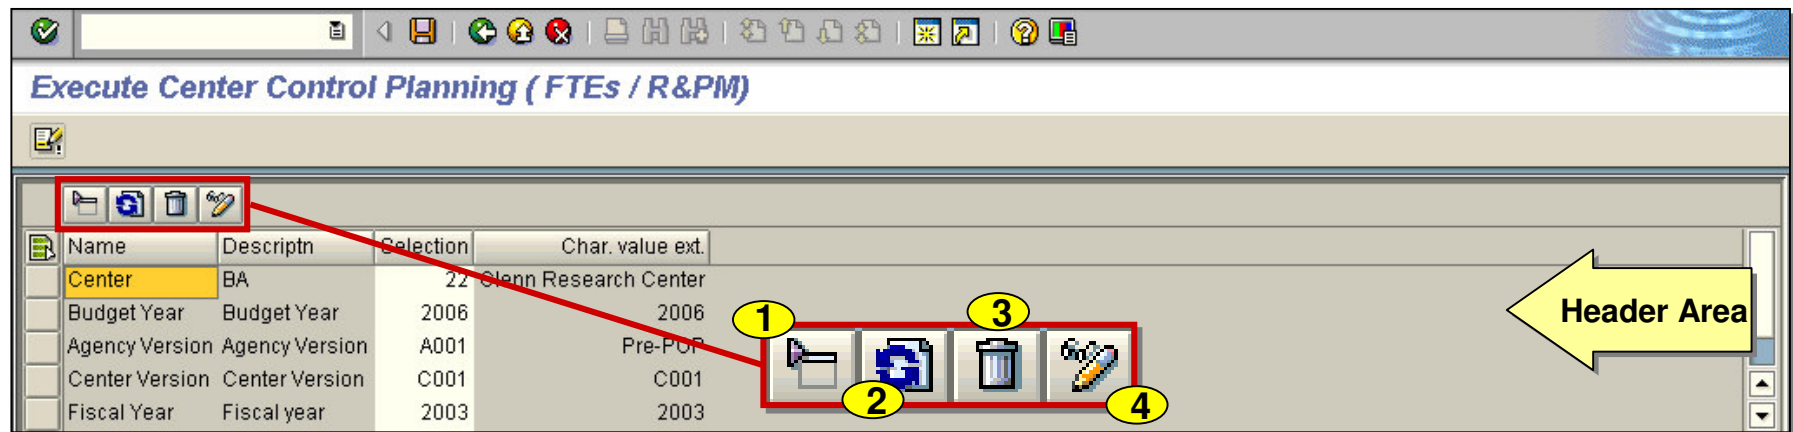 Execute Center Control Planning ( FTEs / R&PM)
Name Descriptn Selection Char. value ext.
Center BA 22 Glenn Research Center
Budget Year Budget Year 2006 2006
Agency Version Agency Version A001 Pre-POP
Center Version Center Version C001 C001
Fiscal Year Fiscal year 2003 2003
1
3
2
4
Header Area